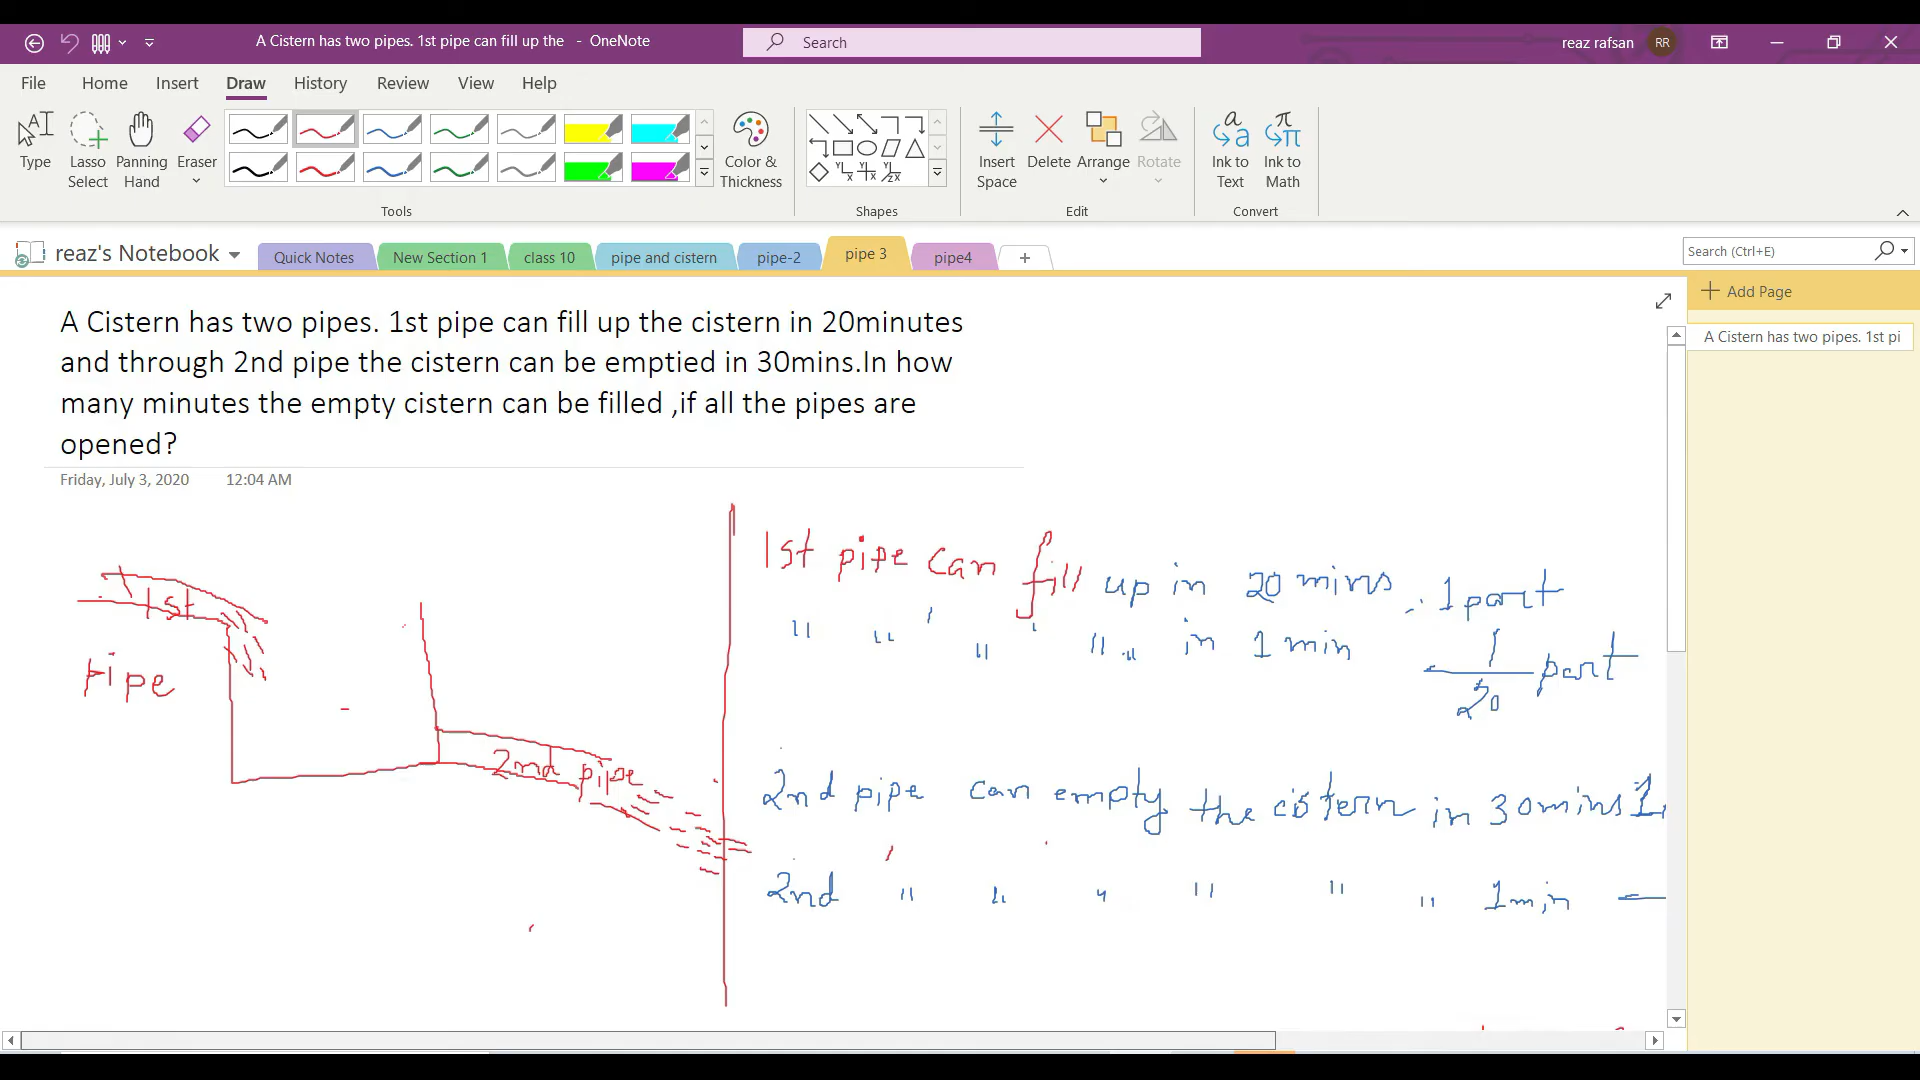 A Cistern has two pipes. 1st pipe can fill up the - OneNote
Search
reaz rafsan RR
File Home Insert Draw History Review View Help
Type
Lasso Select
Panning Hand
Eraser
Color & Thickness
Insert Space
Delete
Arrange
Rotate
Ink to Text
Ink to Math
Tools Shapes Edit Convert
reaz's Notebook Quick Notes New Section 1 class 10 pipe and cistern pipe-2 pipe 3 pipe4 +
Search (Ctrl+E)
Add Page
A Cistern has two pipes. 1st pi
A Cistern has two pipes. 1st pipe can fill up the cistern in 20minutes
and through 2nd pipe the cistern can be emptied in 30mins.In how
many minutes the empty cistern can be filled ,if all the pipes are
opened?
Friday, July 3, 2020 12:04 AM
1st
pipe
2nd pipe
1st pipe can fill up in 20 mins 1 part
" " " " " " in 1 min 1/20 part
2nd pipe can empty the cistern in 30mins 1
2nd " " " " " " 1 min